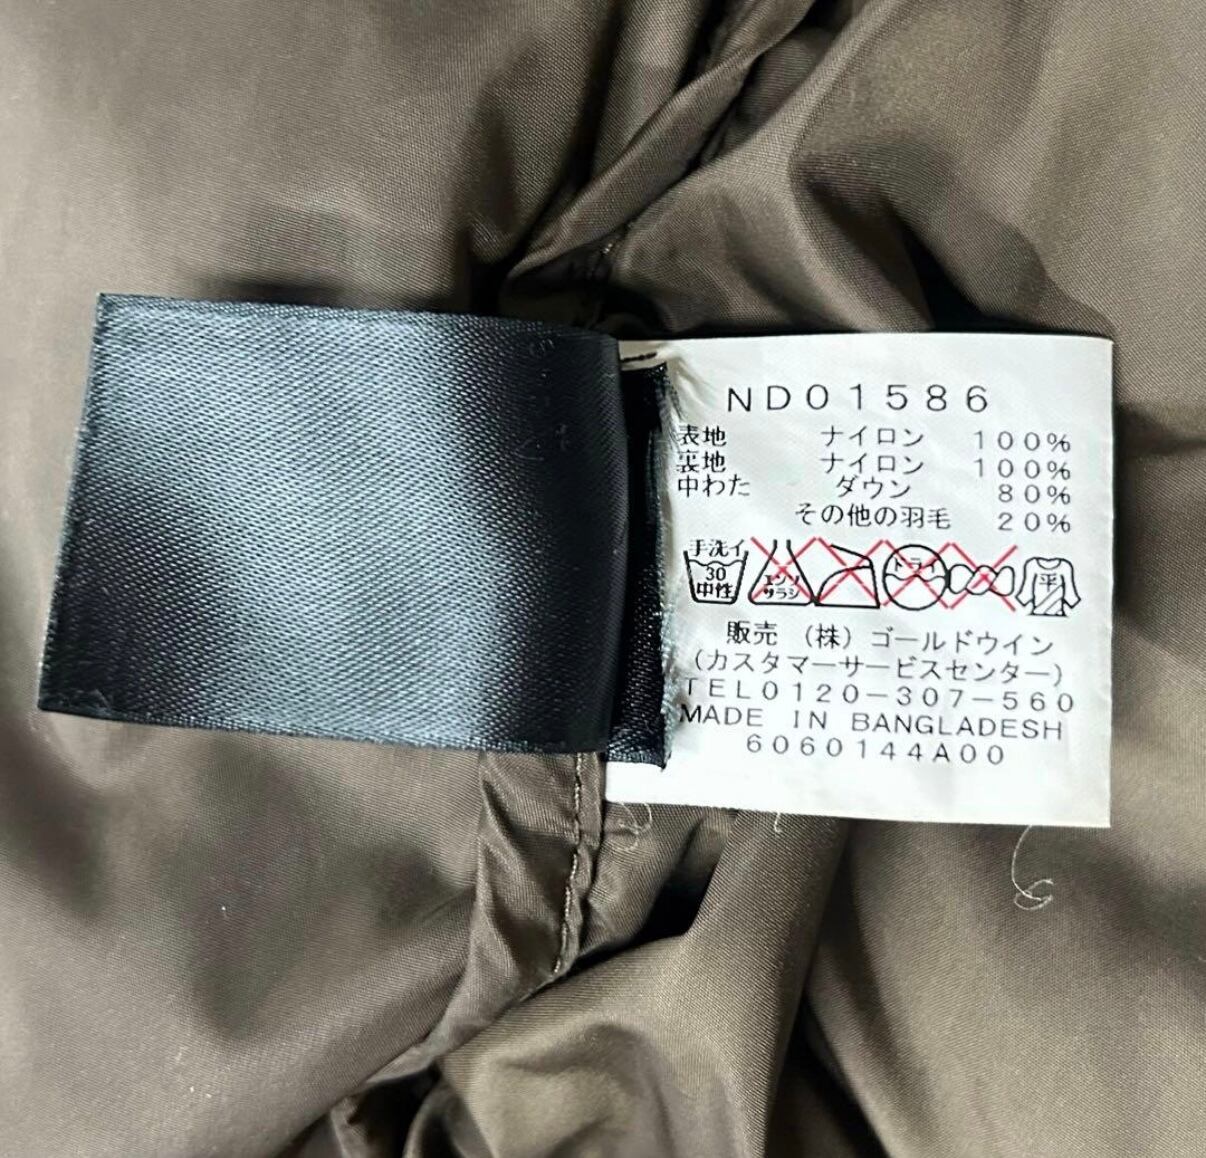 ND01586
表地 ナイロン 100%
裏地 ナイロン 100%
中わた ダウン 80%
その他の羽毛 20%
手洗イ
30
中性
エンソ
サラシ
ドライ
平
販売 (株) ゴールドウイン
(カスタマーサービスセンター)
TEL0120-307-560
MADE IN BANGLADESH
6060144A00